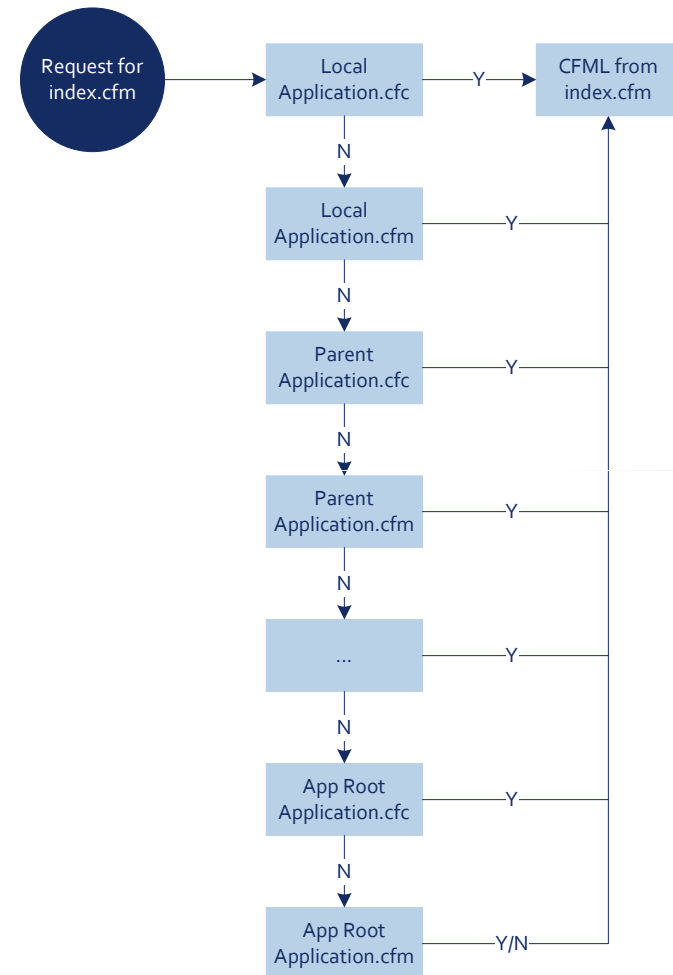 Request for
index.cfm
Local
Application.cfc
Y
CFML from
index.cfm
N
Local
Application.cfm
Y
N
Parent
Application.cfc
Y
N
Parent
Application.cfm
Y
N
...
Y
N
App Root
Application.cfc
Y
N
App Root
Application.cfm
Y/N